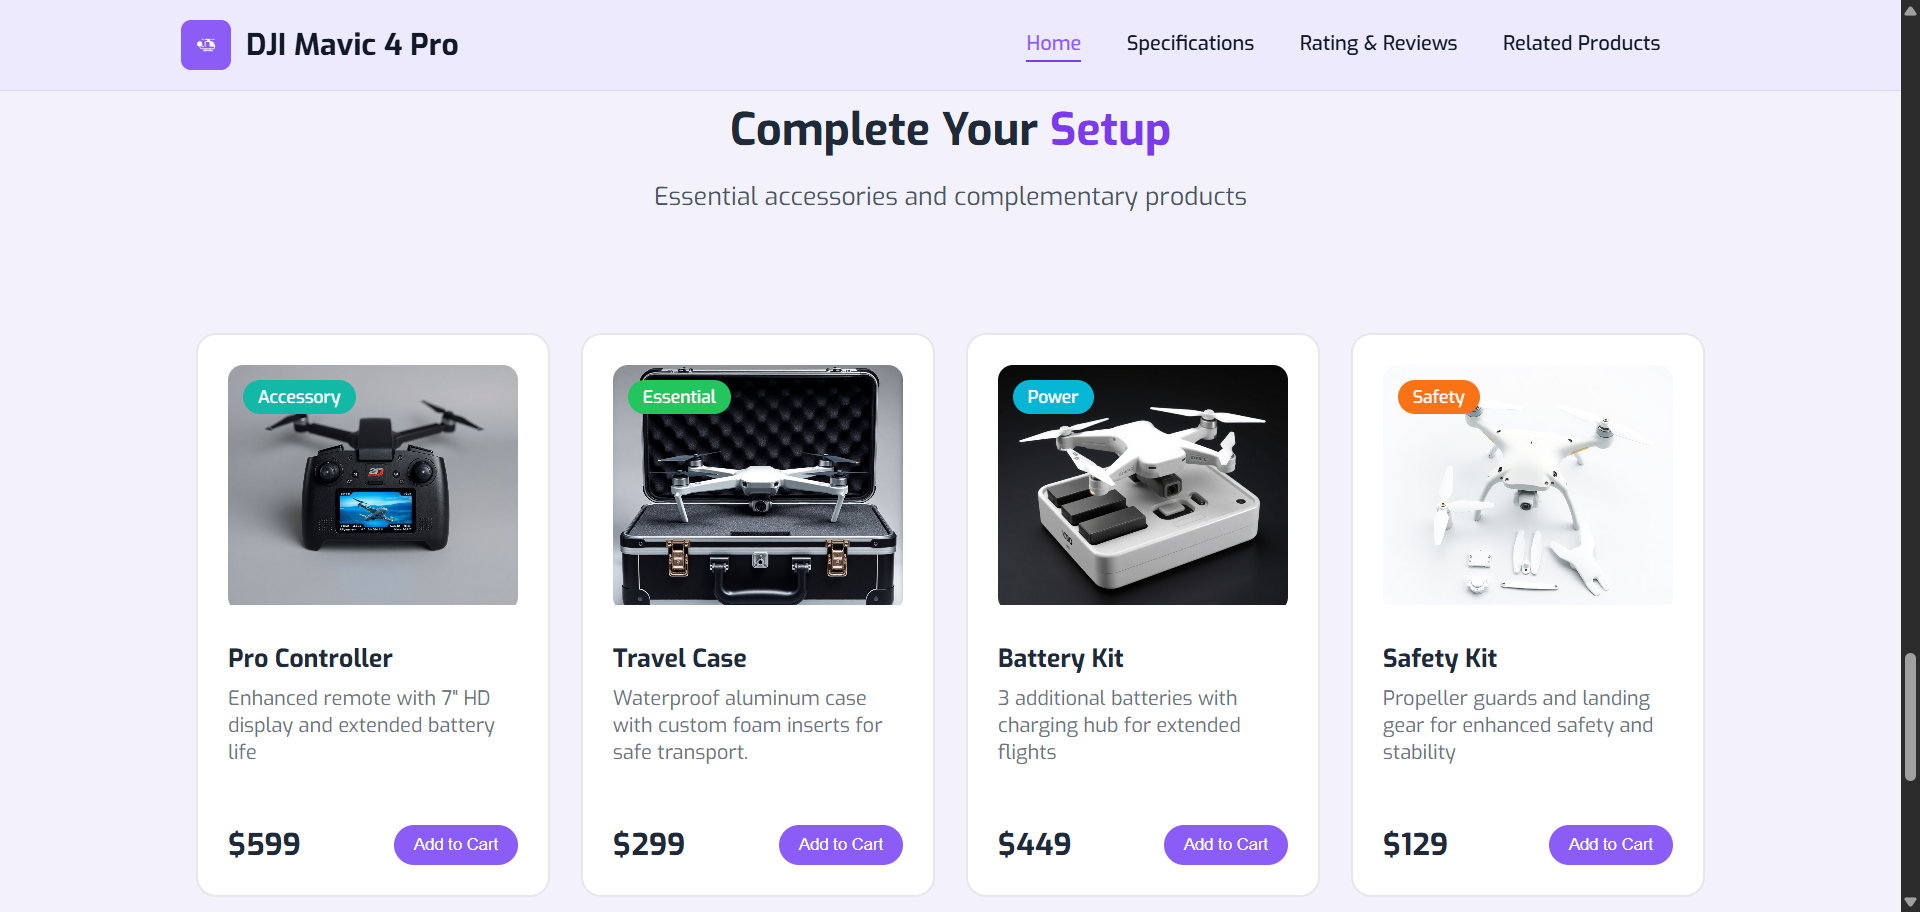 DJI Mavic 4 Pro
Home
Specifications
Rating & Reviews
Related Products
Complete Your Setup
Essential accessories and complementary products
Accessory
Essential
Power
Safety
Pro Controller
Enhanced remote with 7" HD
display and extended battery
life
$599
Add to Cart
Travel Case
Waterproof aluminum case
with custom foam inserts for
safe transport.
$299
Add to Cart
Battery Kit
3 additional batteries with
charging hub for extended
flights
$449
Add to Cart
Safety Kit
Propeller guards and landing
gear for enhanced safety and
stability
$129
Add to Cart